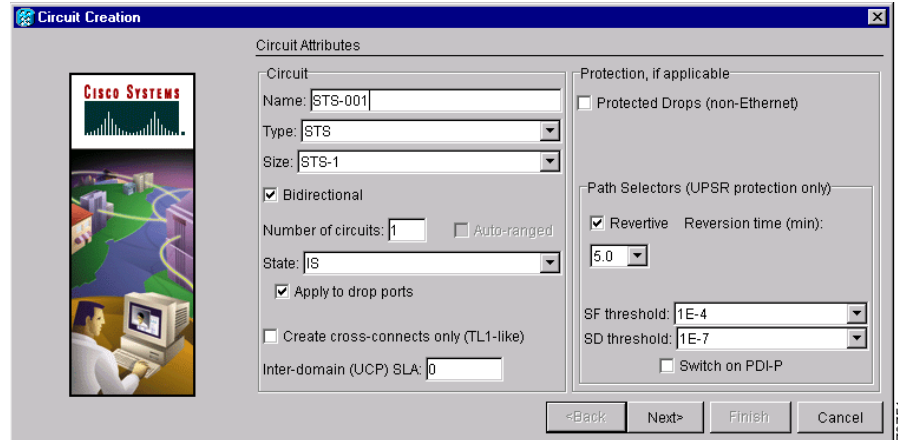 Circuit Creation
Circuit Attributes
CISCO SYSTEMS
Circuit
Name: STS-001
Type: STS
Size: STS-1
Bidirectional
Number of circuits: 1 Auto-ranged
State: IS
Apply to drop ports
Create cross-connects only (TL1-like)
Inter-domain (UCP) SLA: 0
Protection, if applicable
Protected Drops (non-Ethernet)
Path Selectors (UPSR protection only)
Revertive Reversion time (min):
5.0
SF threshold: 1E-4
SD threshold: 1E-7
Switch on PDI-P
<Back Next> Finish Cancel